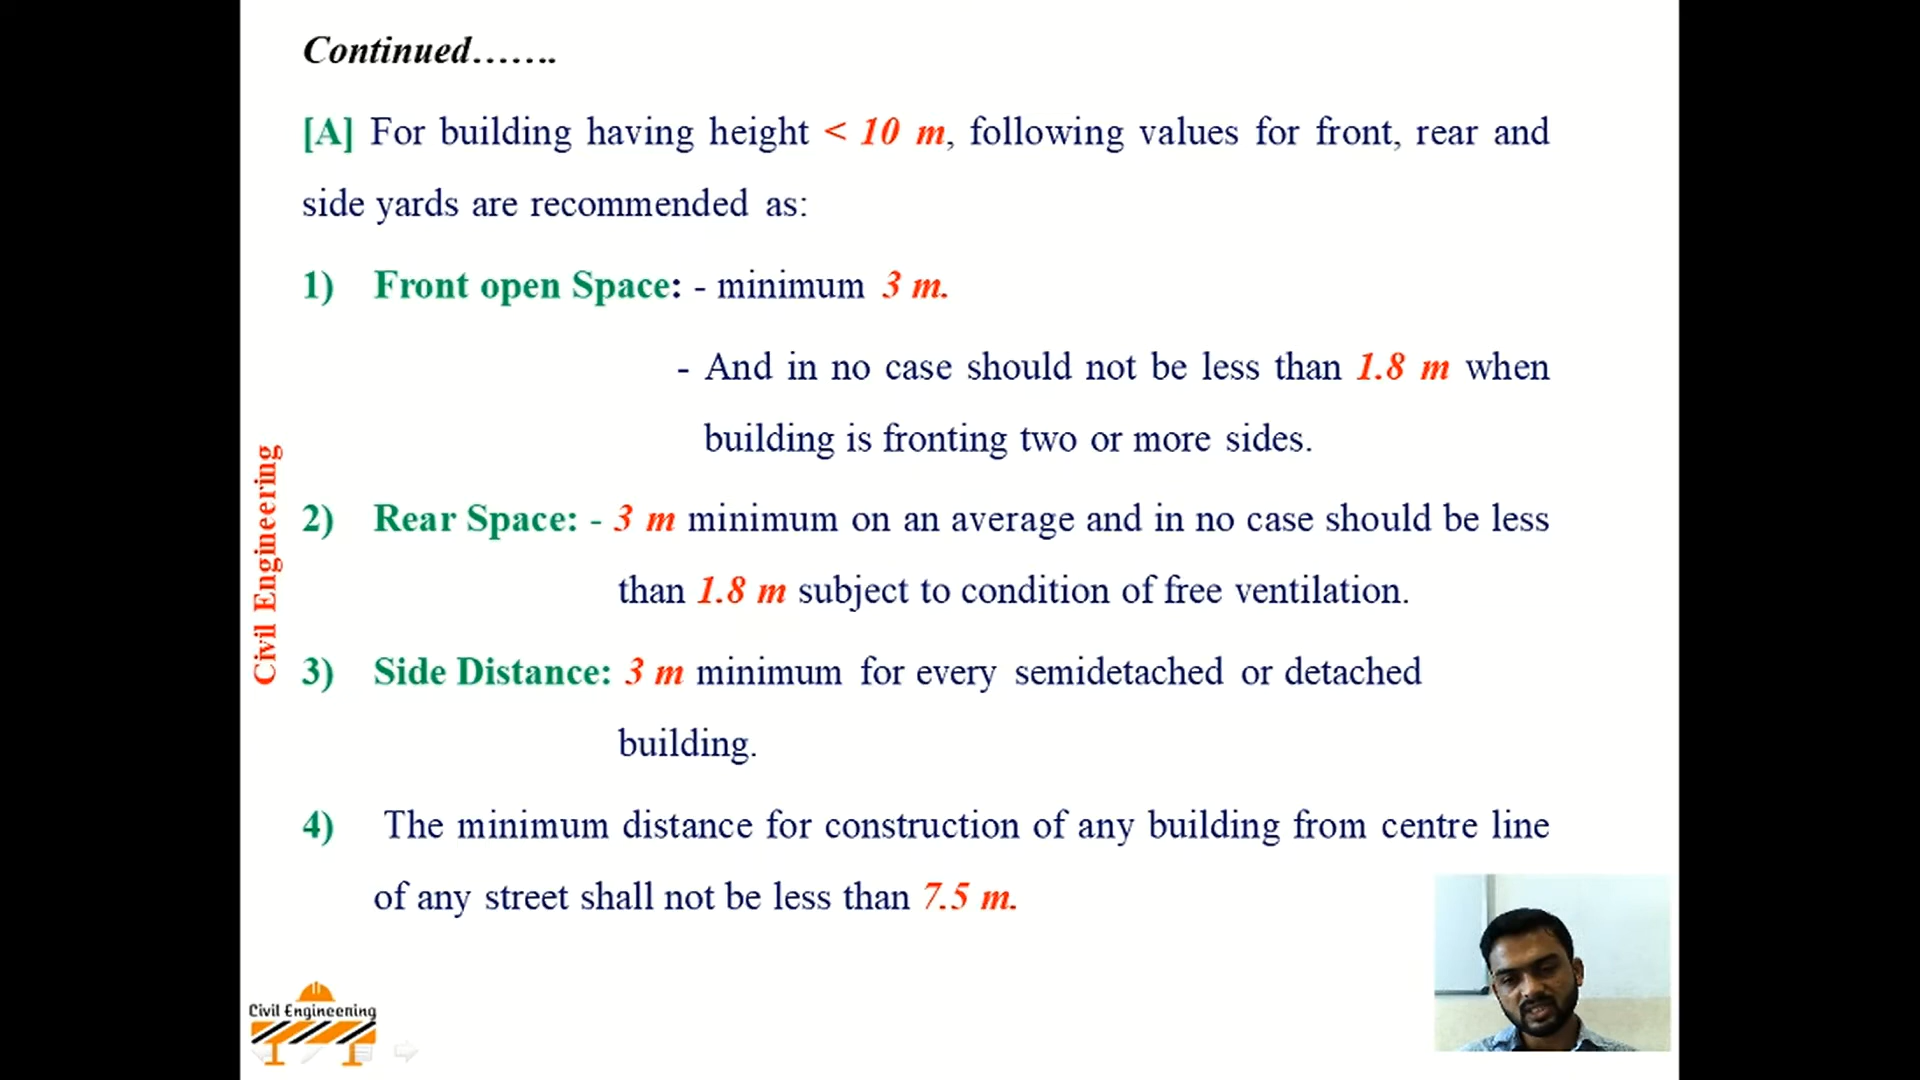 Continued…….
[A] For building having height < 10 m, following values for front, rear and
side yards are recommended as:
1) Front open Space: - minimum 3 m.
- And in no case should not be less than 1.8 m when
building is fronting two or more sides.
2) Rear Space: - 3 m minimum on an average and in no case should be less
than 1.8 m subject to condition of free ventilation.
3) Side Distance: 3 m minimum for every semidetached or detached
building.
4) The minimum distance for construction of any building from centre line
of any street shall not be less than 7.5 m.
Civil Engineering
Civil Engineering